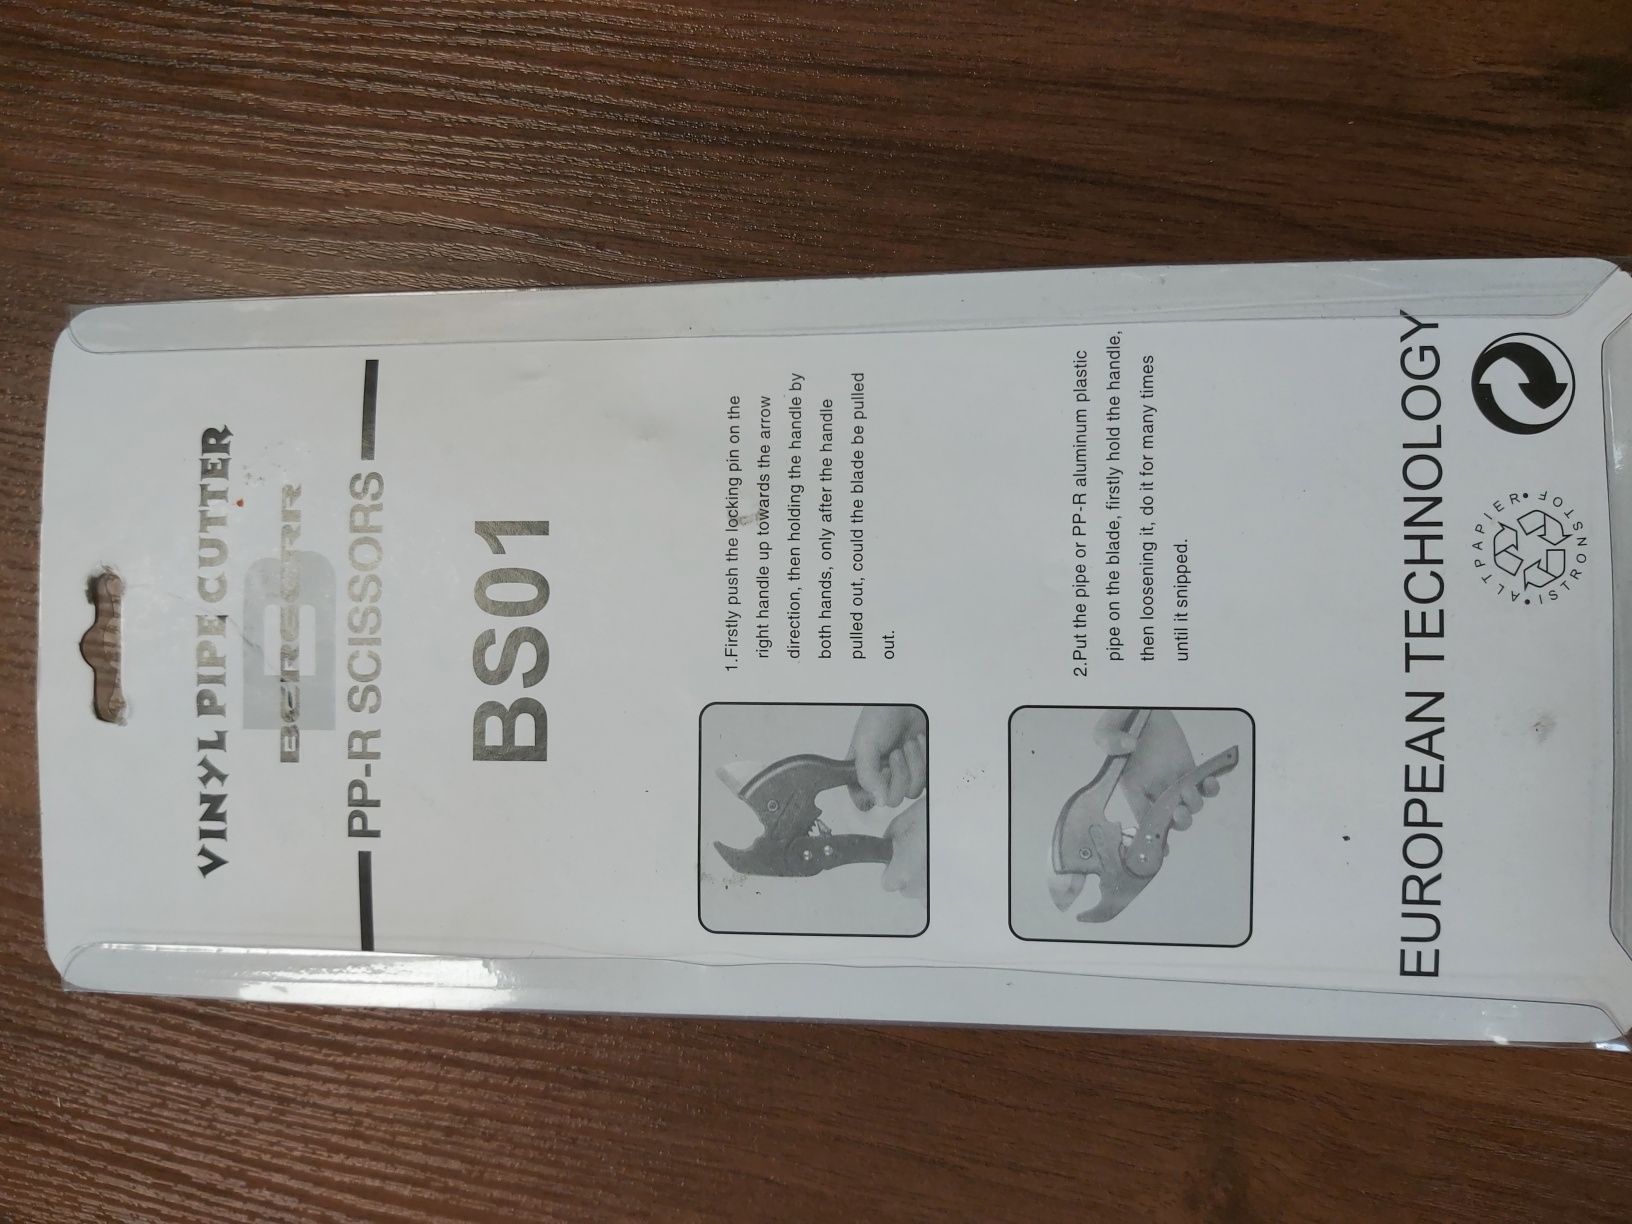 VINYL PIPE CUTTER
BERGERR
PP-R SCISSORS
BS01
1.Firstly push the locking pin on the
right handle up towards the arrow
direction, then holding the handle by
both hands, only after the handle
pulled out, could the blade be pulled
out.
2.Put the pipe or PP-R aluminum plastic
pipe on the blade, firstly hold the handle,
then loosening it, do it for many times
until it snipped.
EUROPEAN TECHNOLOGY
ALTPAPIER • IST ROHSTOFF •